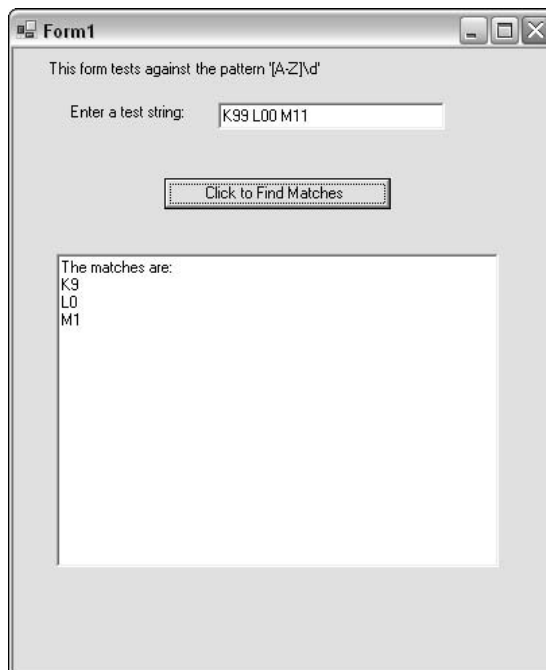 Form1
This form tests against the pattern '[A-Z]\d'
Enter a test string: K99 L00 M11
Click to Find Matches
The matches are:
K9
L0
M1